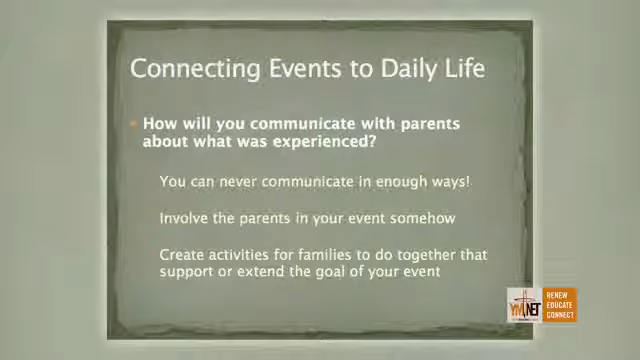 Connecting Events to Daily Life
How will you communicate with parents
about what was experienced?
You can never communicate in enough ways!
Involve the parents in your event somehow
Create activities for families to do together that
support or extend the goal of your event
YMNET
RENEW
EDUCATE
CONNECT